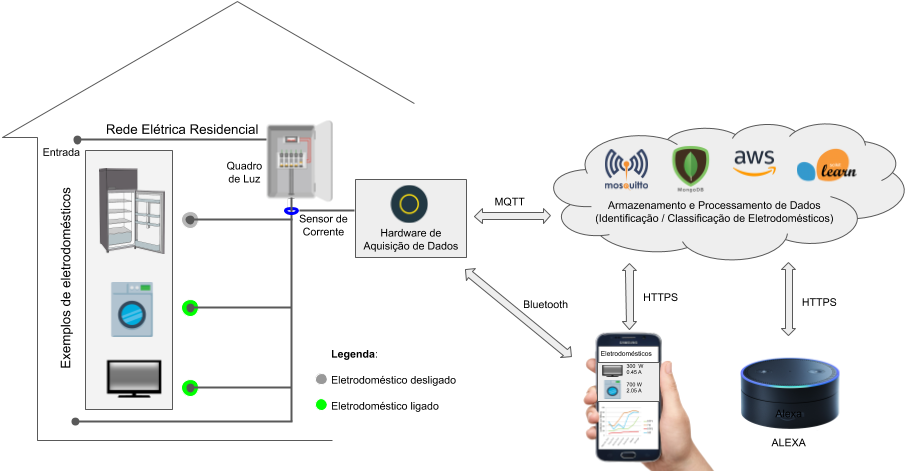 Rede Elétrica Residencial
Entrada
Quadro
de Luz
Exemplos de eletrodomésticos
Sensor de
Corrente
Hardware de
Aquisição de Dados
MQTT
mosquitto
MongoDB
aws
learn
Armazenamento e Processamento de Dados
(Identificação / Classificação de Eletrodomésticos)
Bluetooth
HTTPS
HTTPS
Legenda:
Eletrodoméstico desligado
Eletrodoméstico ligado
SAMSUNG
Eletrodomésticos
300 W
0.45 A
700 W
2.05 A
Alexa
ALEXA